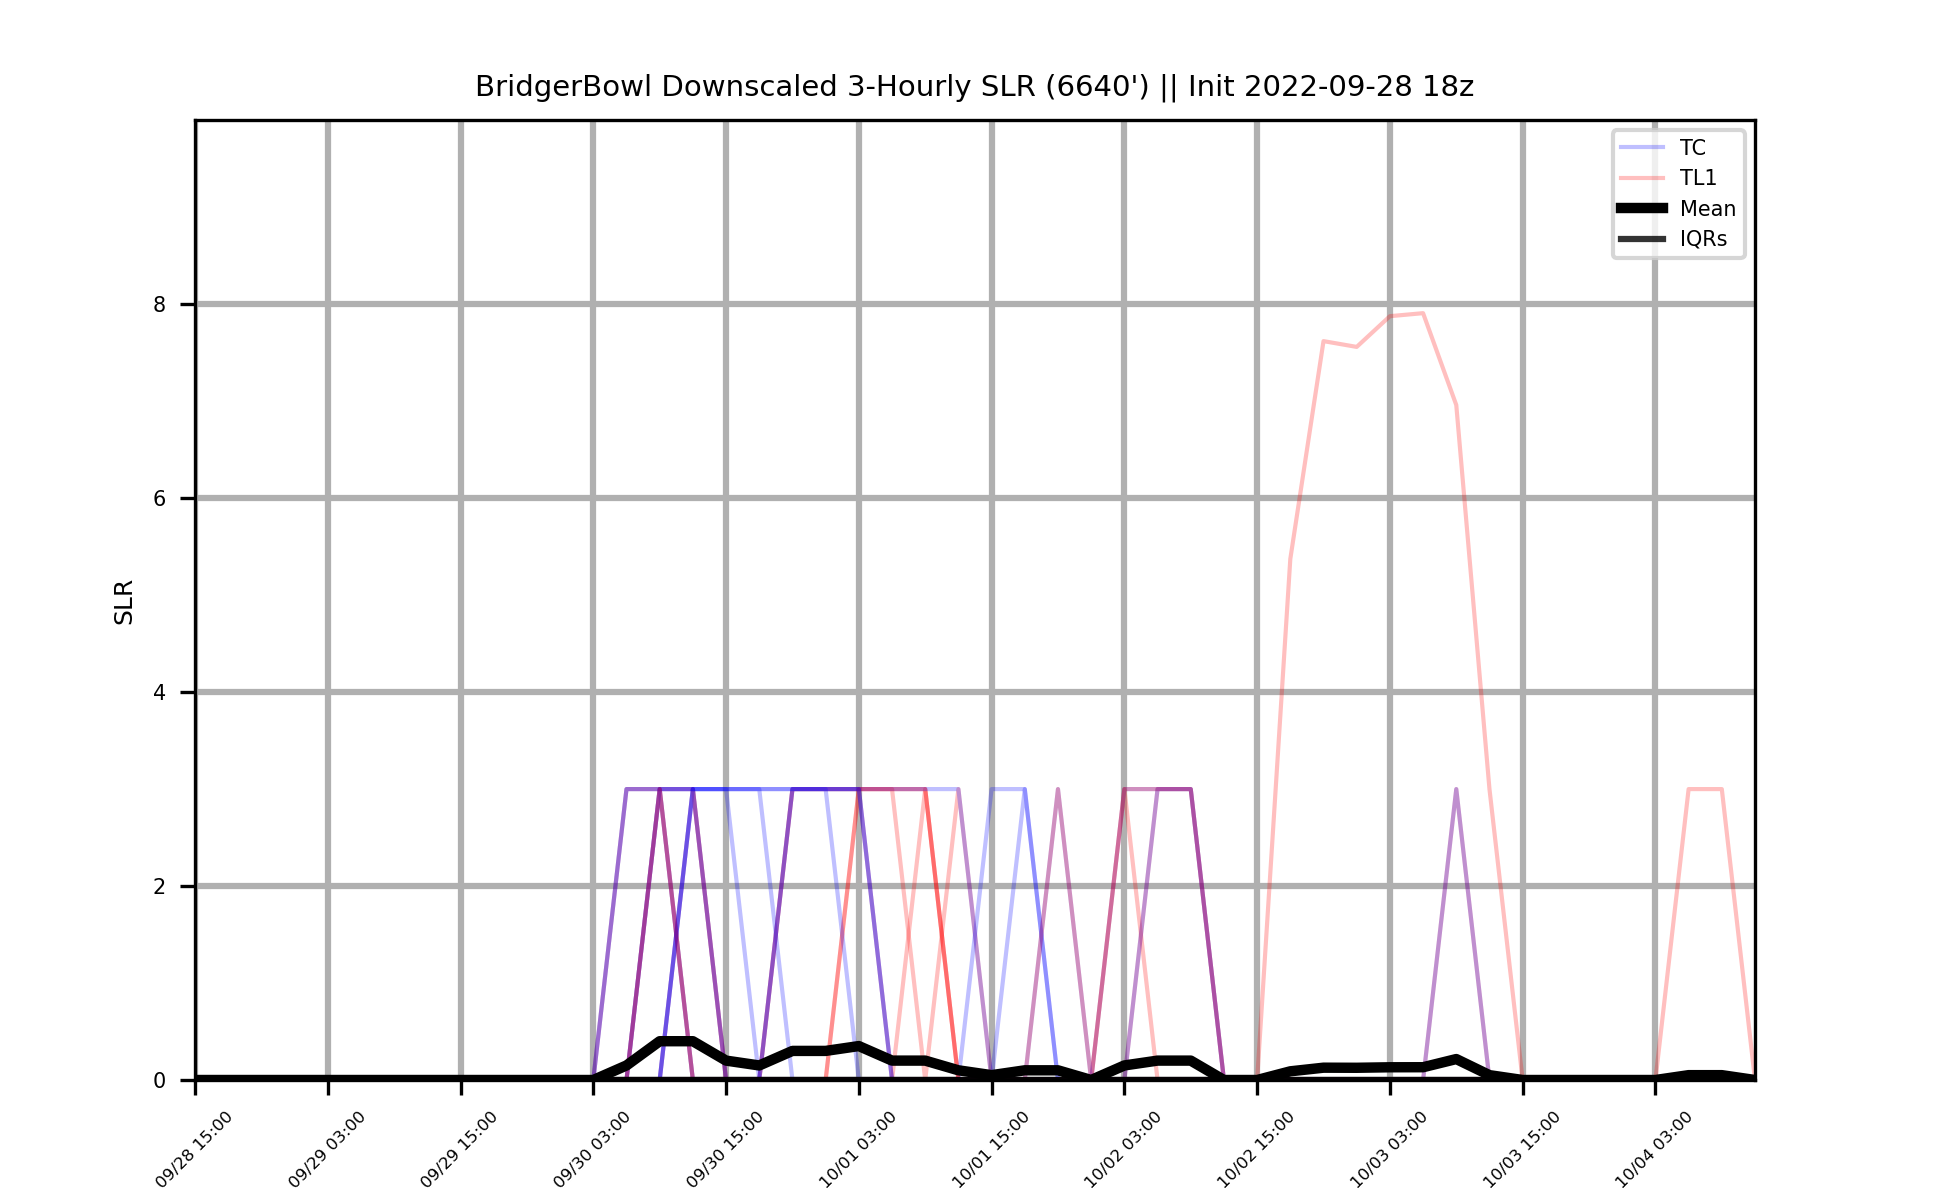 BridgerBowl Downscaled 3-Hourly SLR (6640') || Init 2022-09-28 18z
TC
TL1
Mean
IQRs
SLR
8
6
4
2
0
09/28 15:00
09/29 03:00
09/29 15:00
09/30 03:00
09/30 15:00
10/01 03:00
10/01 15:00
10/02 03:00
10/02 15:00
10/03 03:00
10/03 15:00
10/04 03:00